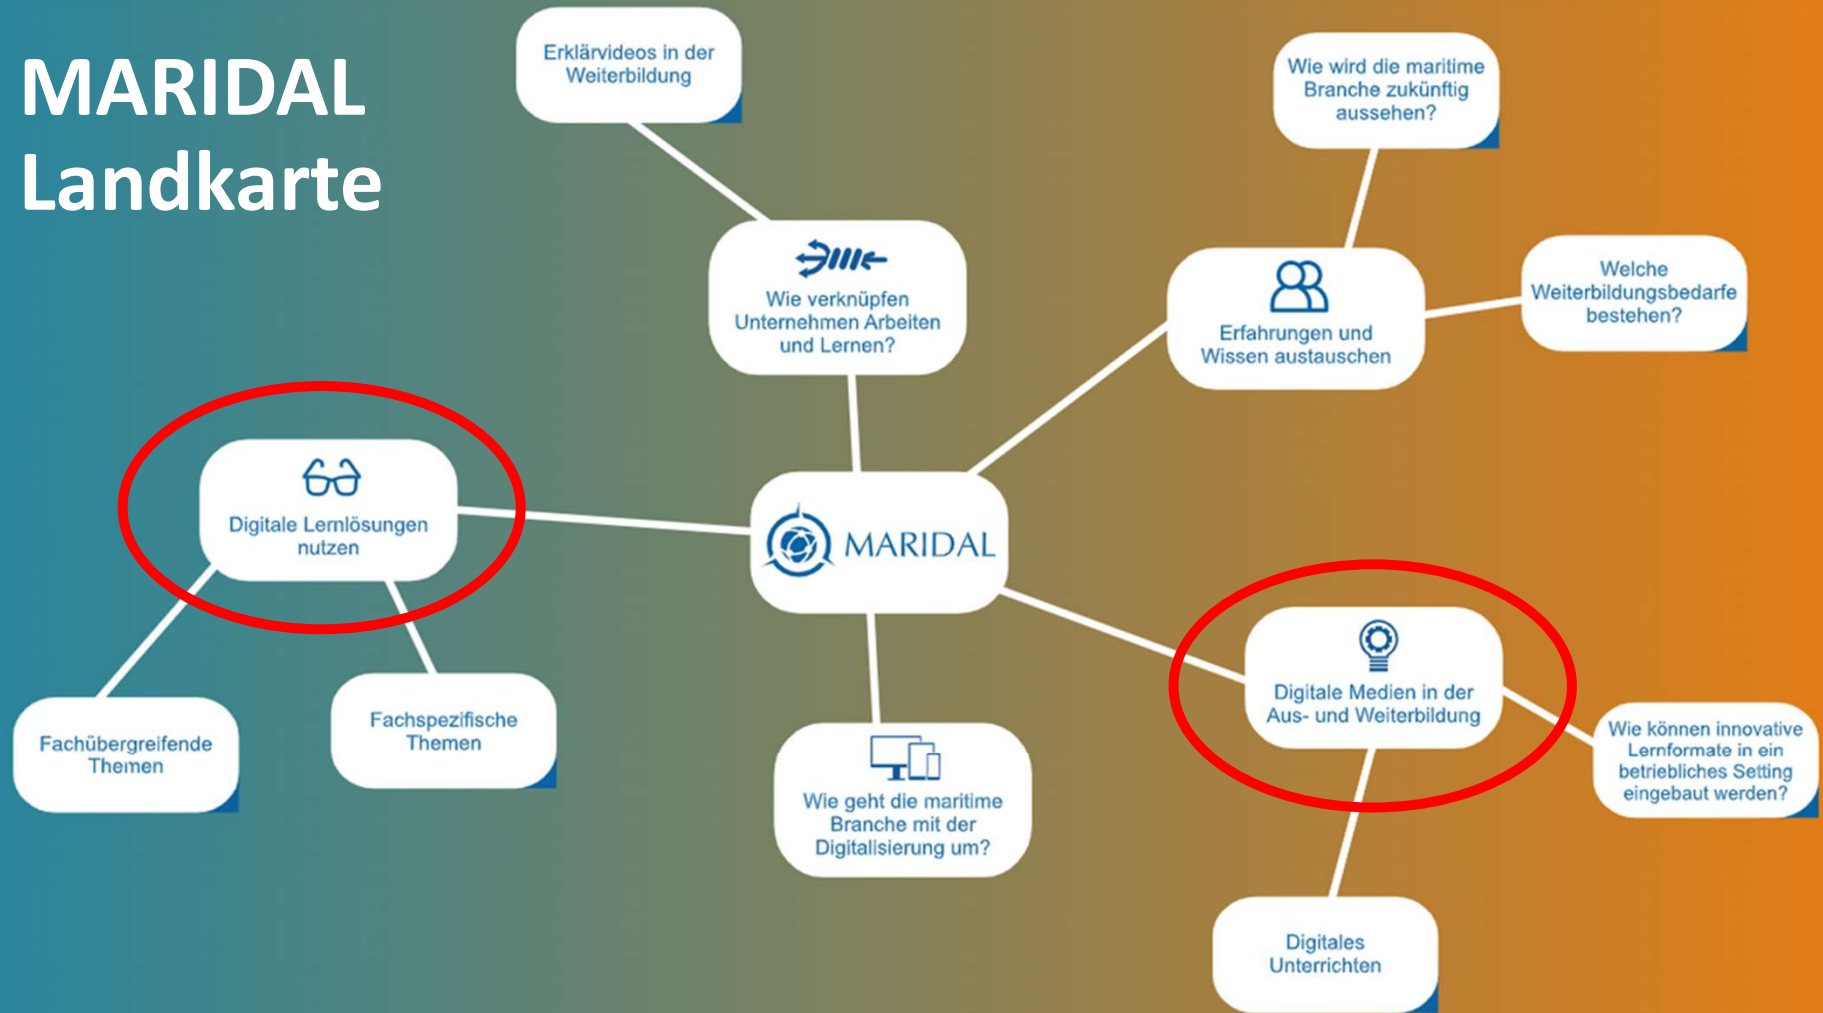 MARIDAL
Landkarte
Erklärvideos in der
Weiterbildung
Wie wird die maritime
Branche zukünftig
aussehen?
Wie verknüpfen
Unternehmen Arbeiten
und Lernen?
Erfahrungen und
Wissen austauschen
Welche
Weiterbildungsbedarfe
bestehen?
Digitale Lernlösungen
nutzen
MARIDAL
Fachübergreifende
Themen
Fachspezifische
Themen
Wie geht die maritime
Branche mit der
Digitalisierung um?
Digitale Medien in der
Aus- und Weiterbildung
Wie können innovative
Lernformate in ein
betriebliches Setting
eingebaut werden?
Digitales
Unterrichten